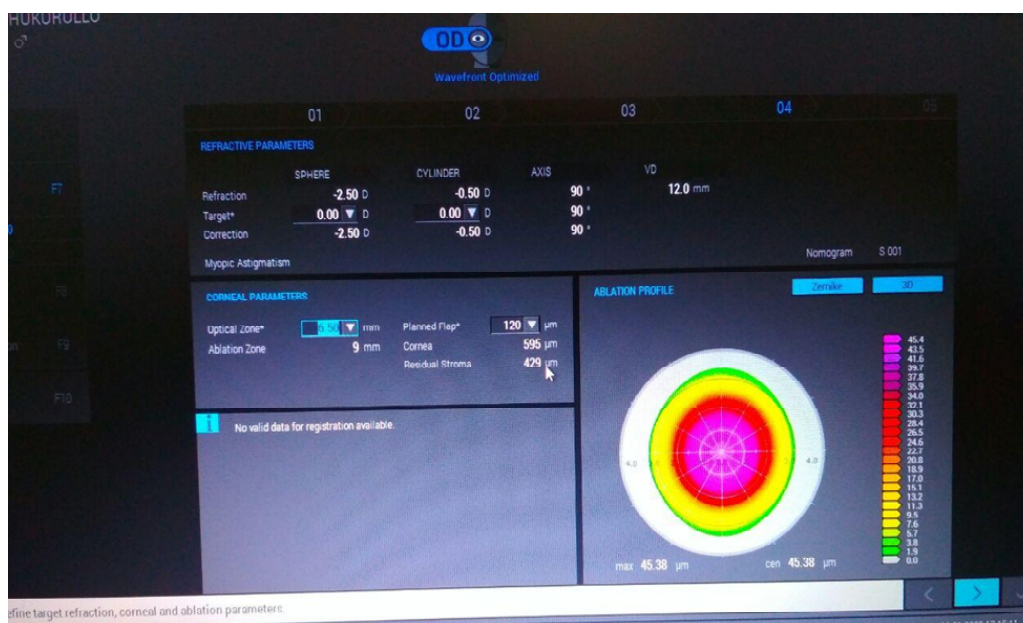 OD
Wavefront Optimized
01 02 03 04 05
REFRACTIVE PARAMETERS
SPHERE CYLINDER AXIS VD
Refraction -2.50 D -0.50 D 90 ° 12.0 mm
Target* 0.00 D 0.00 D 90 °
Correction -2.50 D -0.50 D 90 °
Myopic Astigmatism
Nomogram S 001
CORNEAL PARAMETERS
Optical Zone* 6.50 mm Planned Flap* 120 µm
Ablation Zone 9 mm Cornea 595 µm
Residual Stroma 429 µm
No valid data for registration available.
ABLATION PROFILE
Zernike 3D
45.4
43.5
41.6
39.7
37.8
35.9
34.0
32.1
30.3
28.4
26.5
24.6
22.7
20.8
18.9
17.0
15.1
13.2
11.3
9.5
7.6
5.7
3.8
1.9
0.0
4.0 4.0
max 45.38 µm cen 45.38 µm
F7
F8
F9
F10
efine target refraction, corneal and ablation parameters.